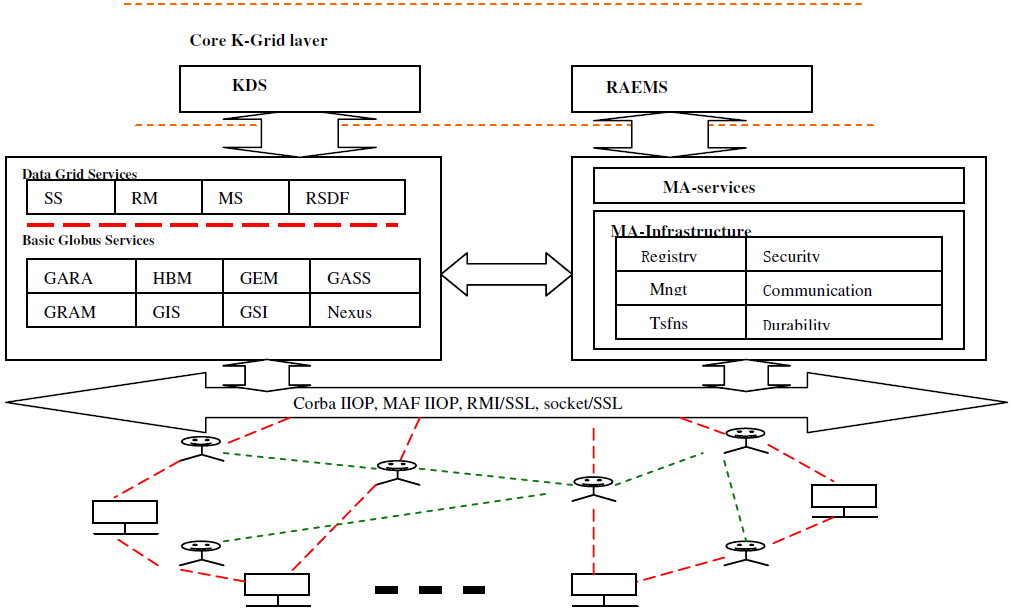 Core K-Grid layer
KDS
RAEMS
Data Grid Services
SS RM MS RSDF
Basic Globus Services
GARA HBM GEM GASS
GRAM GIS GSI Nexus
MA-services
MA-Infrastructure
Registry Security
Mngt Communication
Tsfns Durability
Corba IIOP, MAF IIOP, RMI/SSL, socket/SSL